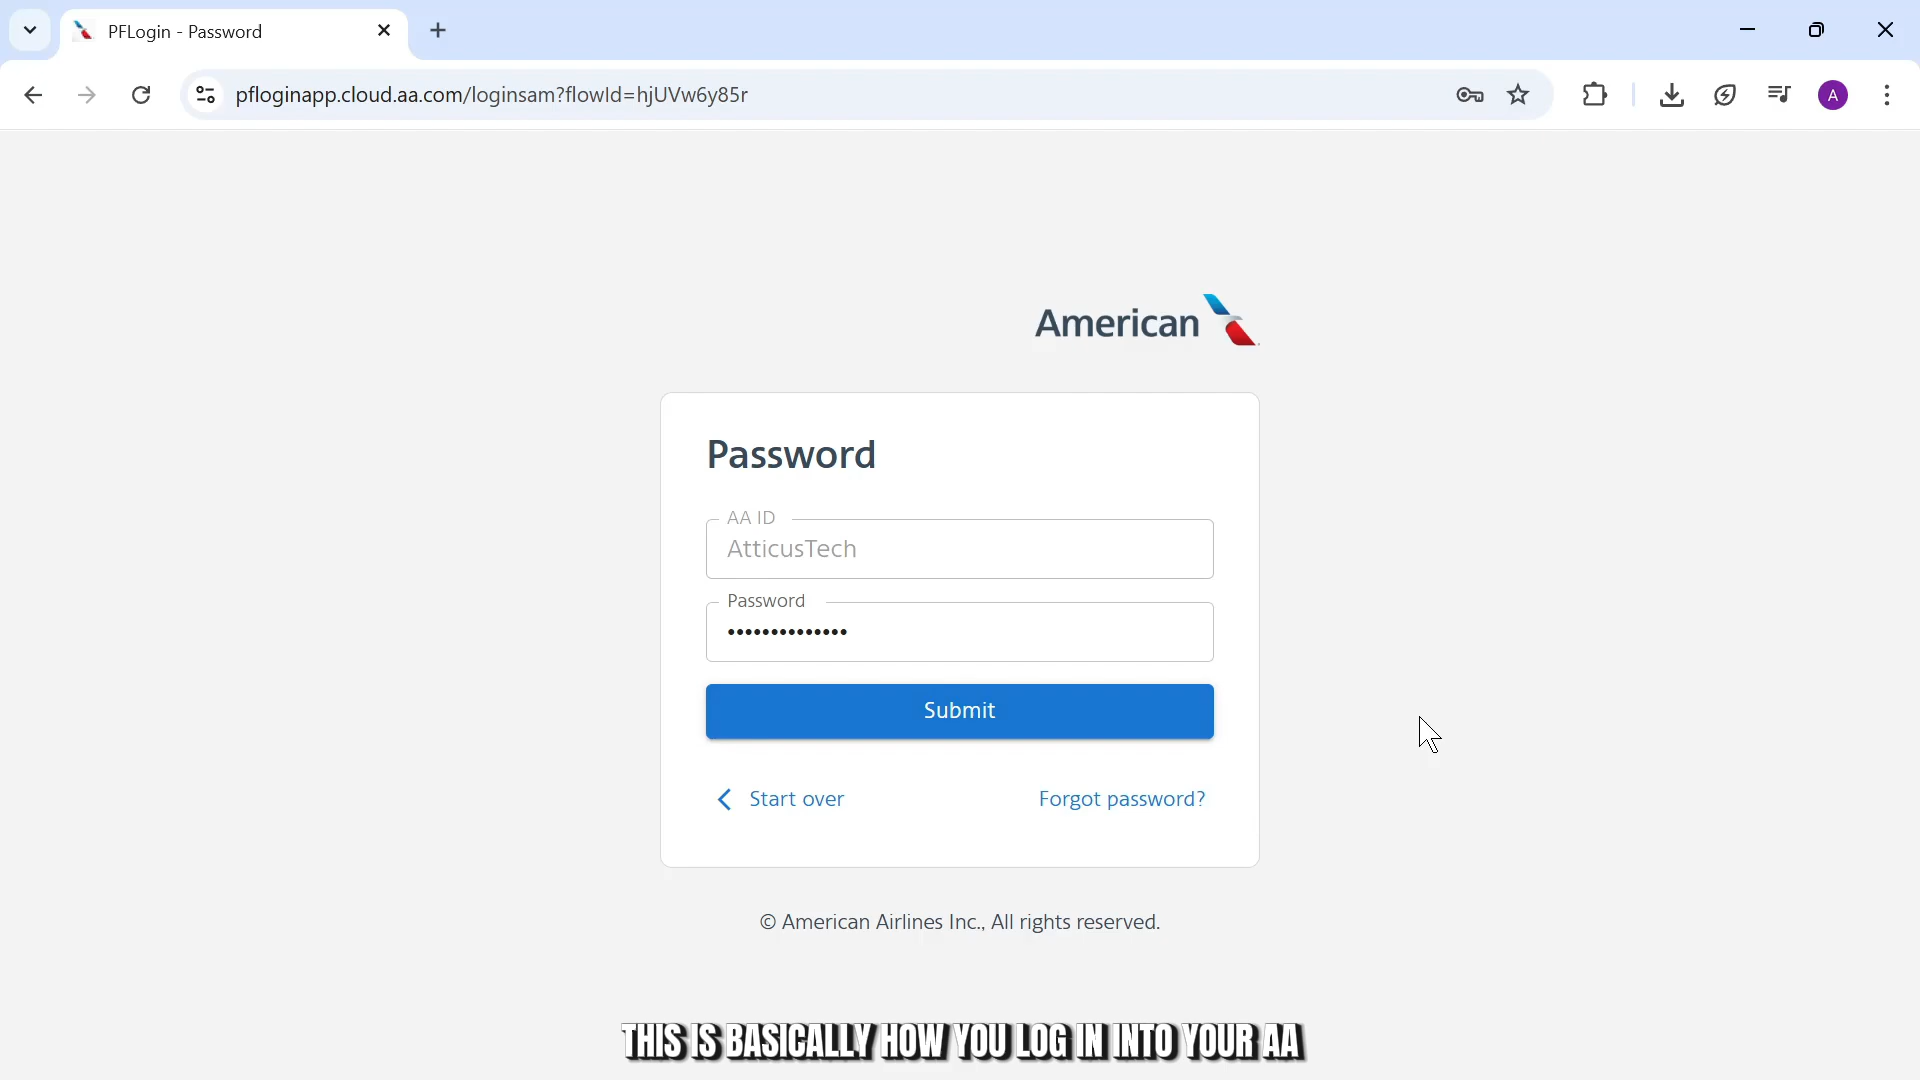 PFLogin - Password
pfloginapp.cloud.aa.com/loginsam?flowId=hjUVw6y85r
A
American
Password
AA ID
AtticusTech
Password
••••••••••••••
Submit
Start over
Forgot password?
© American Airlines Inc., All rights reserved.
THIS IS BASICALLY HOW YOU LOG IN INTO YOUR AA